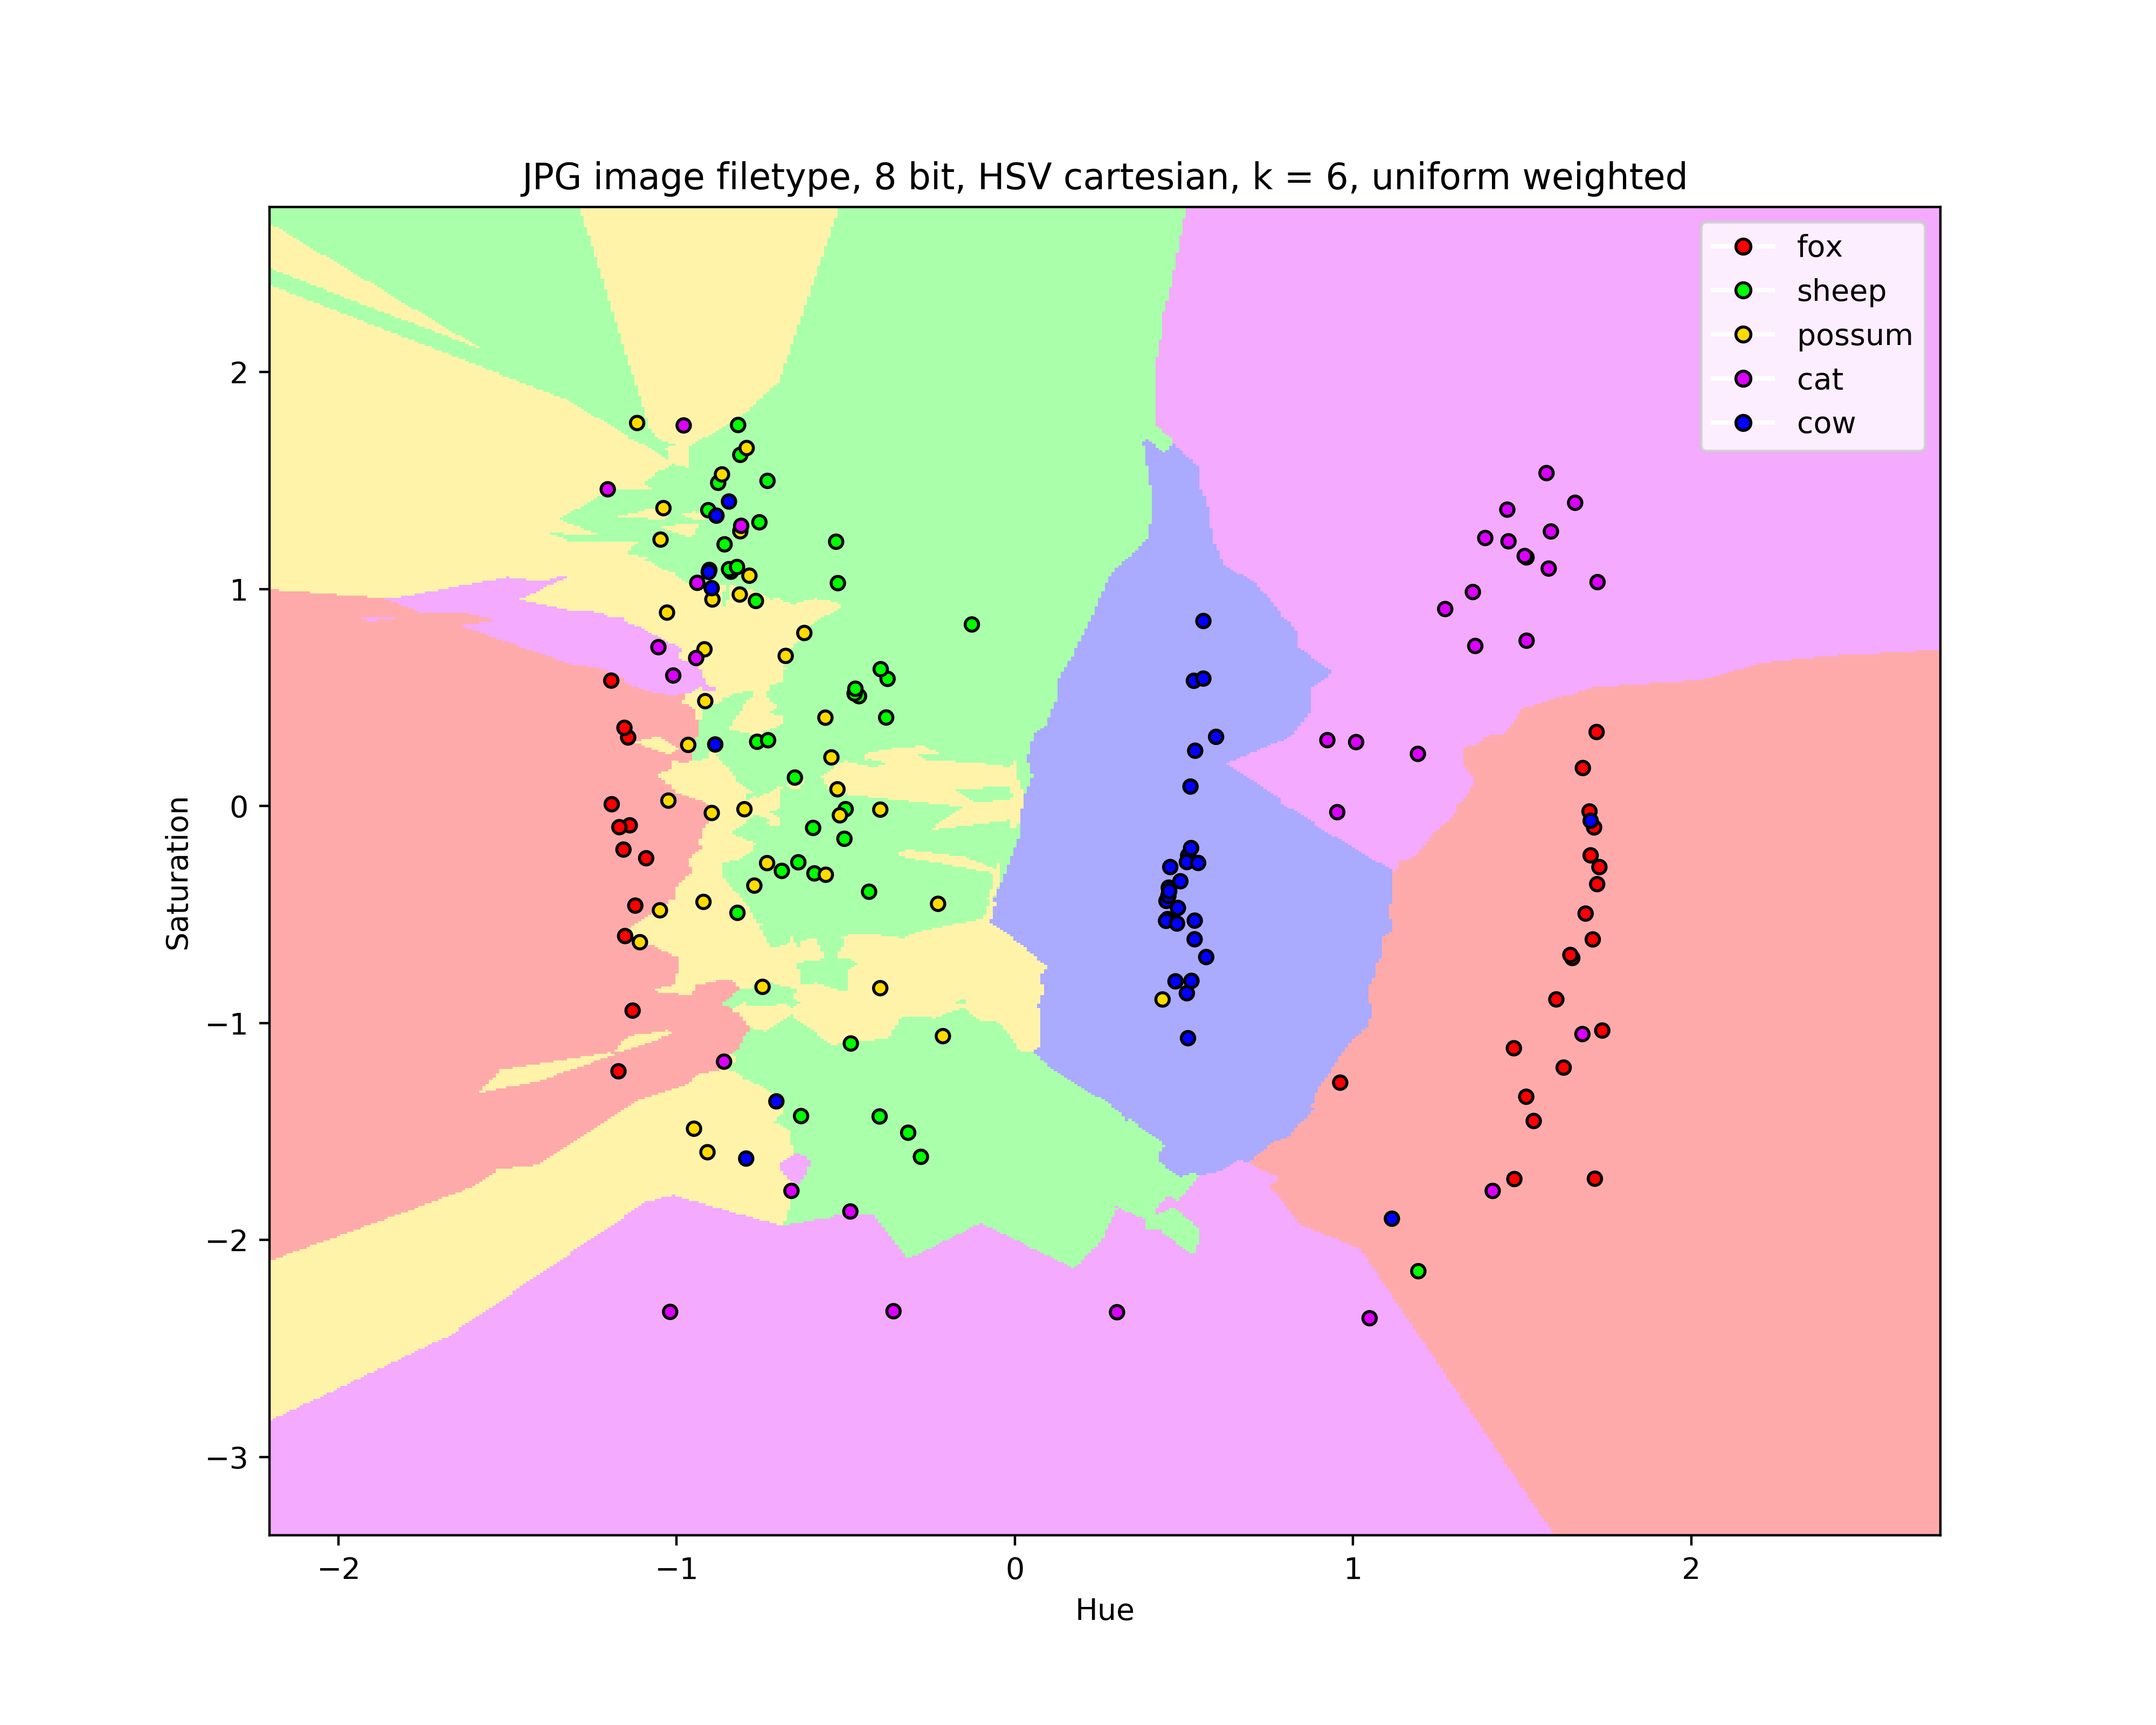 JPG image filetype, 8 bit, HSV cartesian, k = 6, uniform weighted
fox
sheep
possum
cat
cow
2
1
0
−1
−2
−3
Saturation
−2
−1
0
1
2
Hue